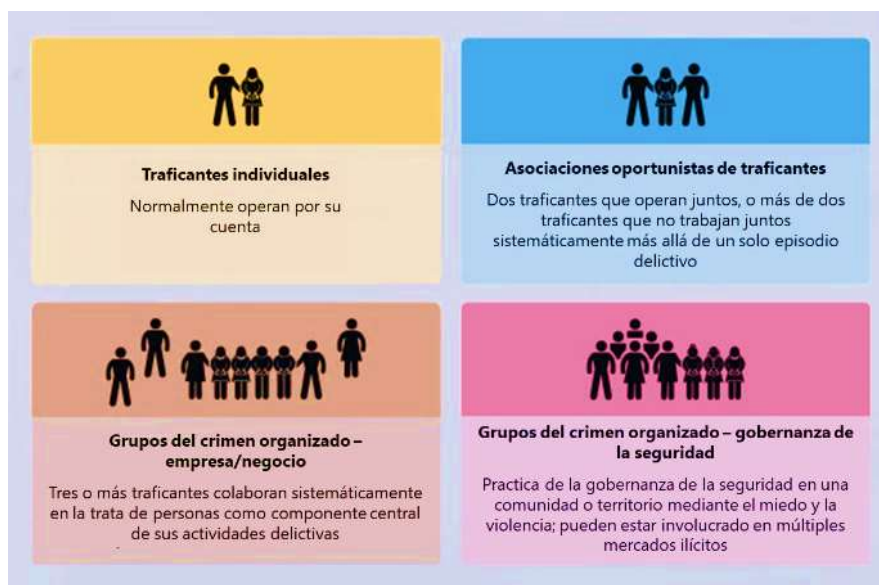 Traficantes individuales
Normalmente operan por su
cuenta
Asociaciones oportunistas de traficantes
Dos traficantes que operan juntos, o más de dos
traficantes que no trabajan juntos
sistemáticamente más allá de un solo episodio
delictivo
Grupos del crimen organizado –
empresa/negocio
Tres o más traficantes colaboran sistemáticamente
en la trata de personas como componente central
de sus actividades delictivas
Grupos del crimen organizado – gobernanza de
la seguridad
Practica de la gobernanza de la seguridad en una
comunidad o territorio mediante el miedo y la
violencia; pueden estar involucrado en múltiples
mercados ilícitos